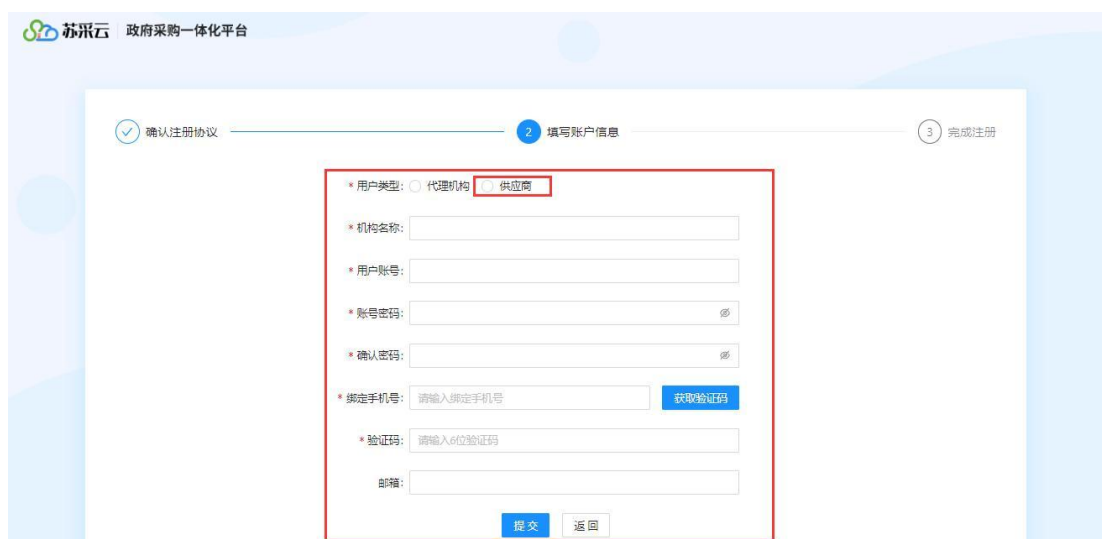 苏采云 政府采购一体化平台
确认注册协议 2 填写账户信息 3 完成注册
* 用户类型: 代理机构 供应商
* 机构名称:
* 用户账号:
* 账号密码:
* 确认密码:
* 绑定手机号: 请输入绑定手机号 获取验证码
* 验证码: 请输入6位验证码
邮箱:
提交 返回